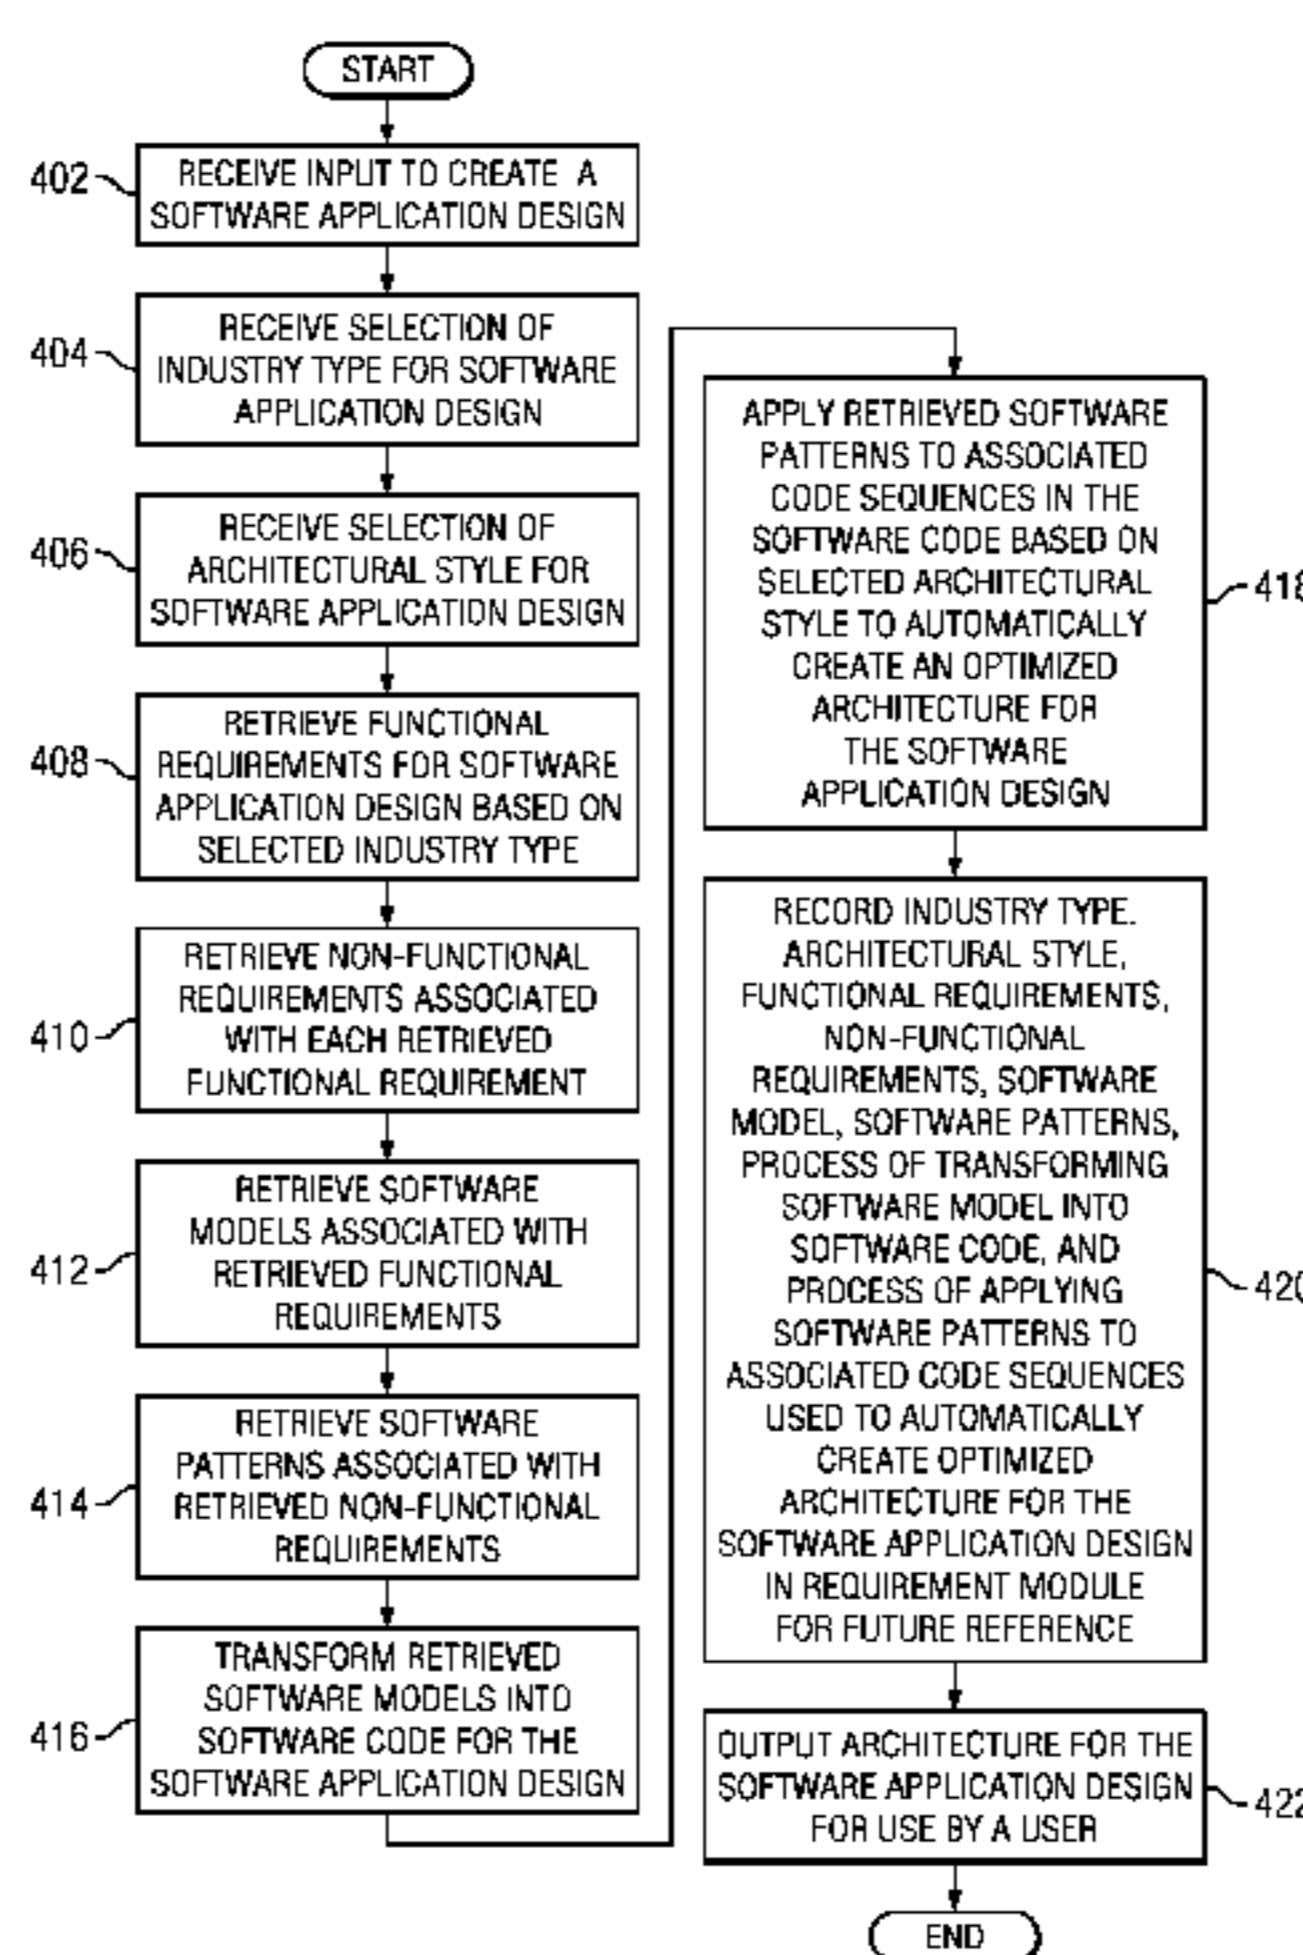 START
402
RECEIVE INPUT TO CREATE A
SOFTWARE APPLICATION DESIGN
404
RECEIVE SELECTION OF
INDUSTRY TYPE FOR SOFTWARE
APPLICATION DESIGN
406
RECEIVE SELECTION OF
ARCHITECTURAL STYLE FOR
SOFTWARE APPLICATION DESIGN
408
RETRIEVE FUNCTIONAL
REQUIREMENTS FOR SOFTWARE
APPLICATION DESIGN BASED ON
SELECTED INDUSTRY TYPE
410
RETRIEVE NON-FUNCTIONAL
REQUIREMENTS ASSOCIATED
WITH EACH RETRIEVED
FUNCTIONAL REQUIREMENT
412
RETRIEVE SOFTWARE
MODELS ASSOCIATED WITH
RETRIEVED FUNCTIONAL
REQUIREMENTS
414
RETRIEVE SOFTWARE
PATTERNS ASSOCIATED WITH
RETRIEVED NON-FUNCTIONAL
REQUIREMENTS
416
TRANSFORM RETRIEVED
SOFTWARE MODELS INTO
SOFTWARE CODE FOR THE
SOFTWARE APPLICATION DESIGN
APPLY RETRIEVED SOFTWARE
PATTERNS TO ASSOCIATED
CODE SEQUENCES IN THE
SOFTWARE CODE BASED ON
SELECTED ARCHITECTURAL
STYLE TO AUTOMATICALLY
CREATE AN OPTIMIZED
ARCHITECTURE FOR
THE SOFTWARE
APPLICATION DESIGN
418
RECORD INDUSTRY TYPE.
ARCHITECTURAL STYLE,
FUNCTIONAL REQUIREMENTS,
NON-FUNCTIONAL
REQUIREMENTS, SOFTWARE
MODEL, SOFTWARE PATTERNS,
PROCESS OF TRANSFORMING
SOFTWARE MODEL INTO
SOFTWARE CODE, AND
PROCESS OF APPLYING
SOFTWARE PATTERNS TO
ASSOCIATED CODE SEQUENCES
USED TO AUTOMATICALLY
CREATE OPTIMIZED
ARCHITECTURE FOR THE
SOFTWARE APPLICATION DESIGN
IN REQUIREMENT MODULE
FOR FUTURE REFERENCE
420
OUTPUT ARCHITECTURE FOR THE
SOFTWARE APPLICATION DESIGN
FOR USE BY A USER
422
END